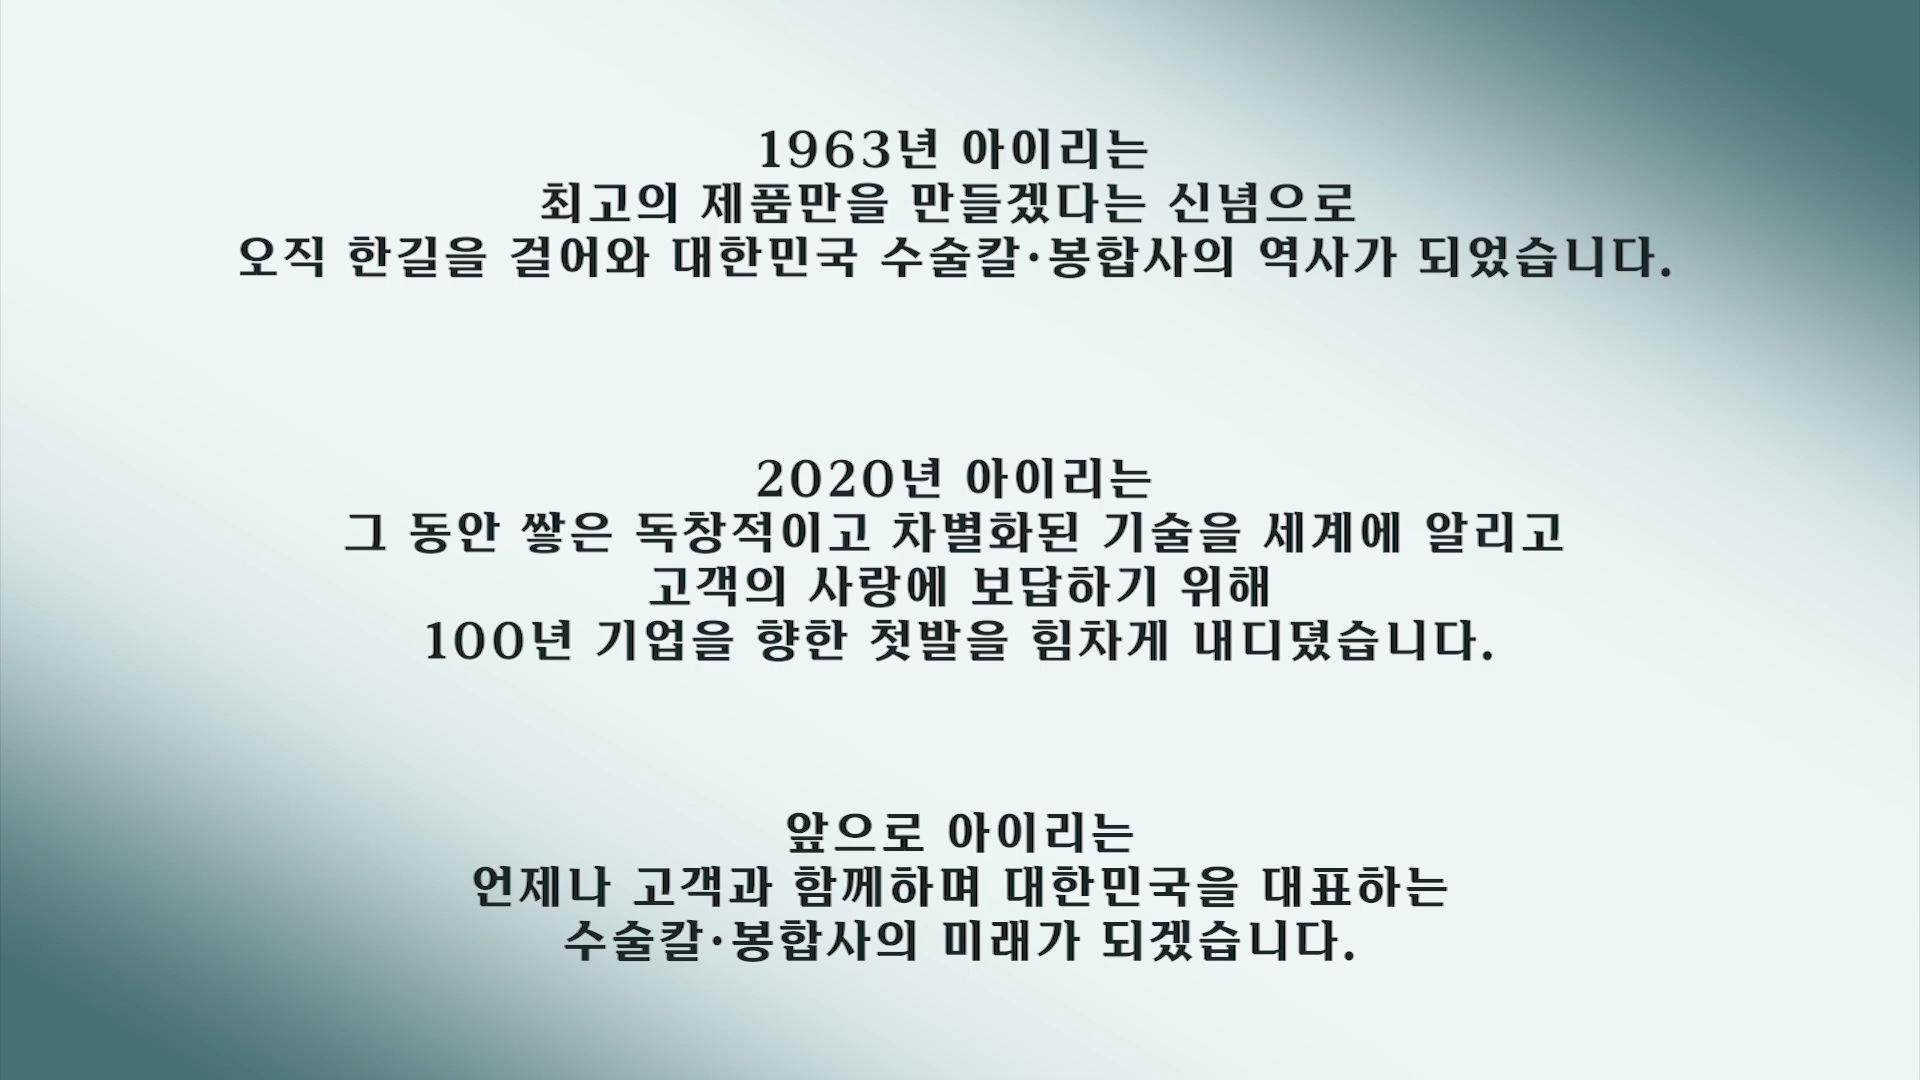 1963년 아이리는
최고의 제품만을 만들겠다는 신념으로
오직 한길을 걸어와 대한민국 수술칼·봉합사의 역사가 되었습니다.
2020년 아이리는
그 동안 쌓은 독창적이고 차별화된 기술을 세계에 알리고
고객의 사랑에 보답하기 위해
100년 기업을 향한 첫발을 힘차게 내디뎠습니다.
앞으로 아이리는
언제나 고객과 함께하며 대한민국을 대표하는
수술칼·봉합사의 미래가 되겠습니다.